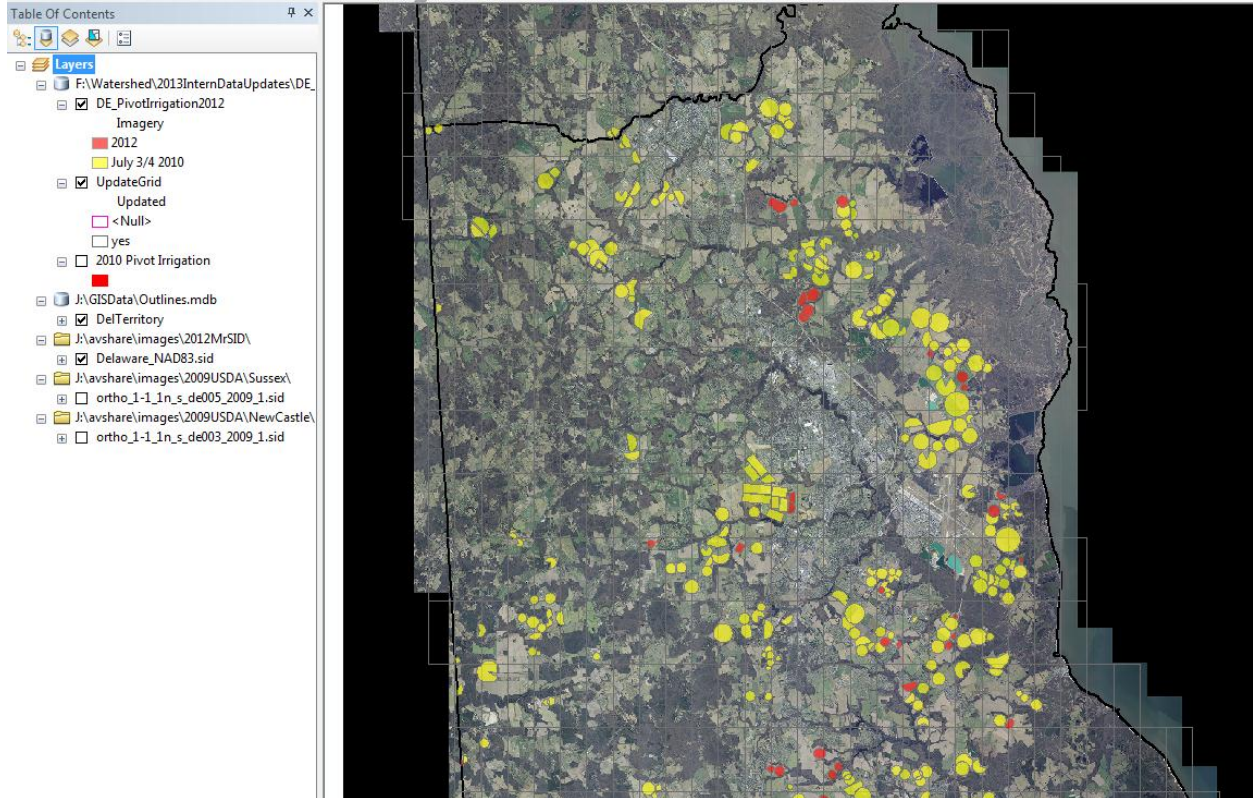 Table Of Contents
Layers
F:\Watershed\2013InternDataUpdates\DE_
DE_PivotIrrigation2012
Imagery
2012
July 3/4 2010
UpdateGrid
Updated
<Null>
yes
2010 Pivot Irrigation
J:\GISData\Outlines.mdb
DelTerritory
J:\avshare\images\2012MrSID\
Delaware_NAD83.sid
J:\avshare\images\2009USDA\Sussex\
ortho_1-1_1n_s_de005_2009_1.sid
J:\avshare\images\2009USDA\NewCastle\
ortho_1-1_1n_s_de003_2009_1.sid